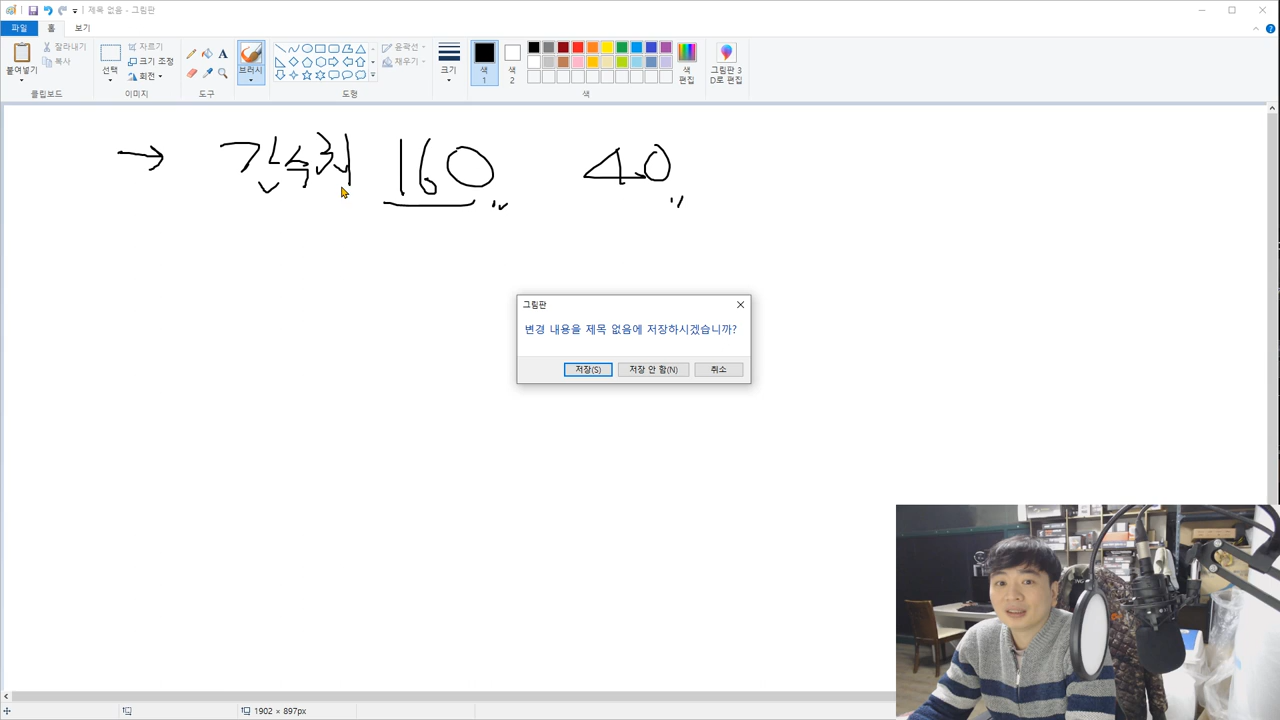 제목 없음 - 그림판
파일 홈 보기
붙여넣기
잘라내기
복사
클립보드
선택
자르기
크기 조정
회전
이미지
A
도구
브러시
윤곽선
채우기
도형
크기
색
1
색
2
색
편집
색
그림판 3
D로 편집
→ 간수치 160 40
그림판
변경 내용을 제목 없음에 저장하시겠습니까?
저장(S) 저장 안 함(N) 취소
1902 × 897px